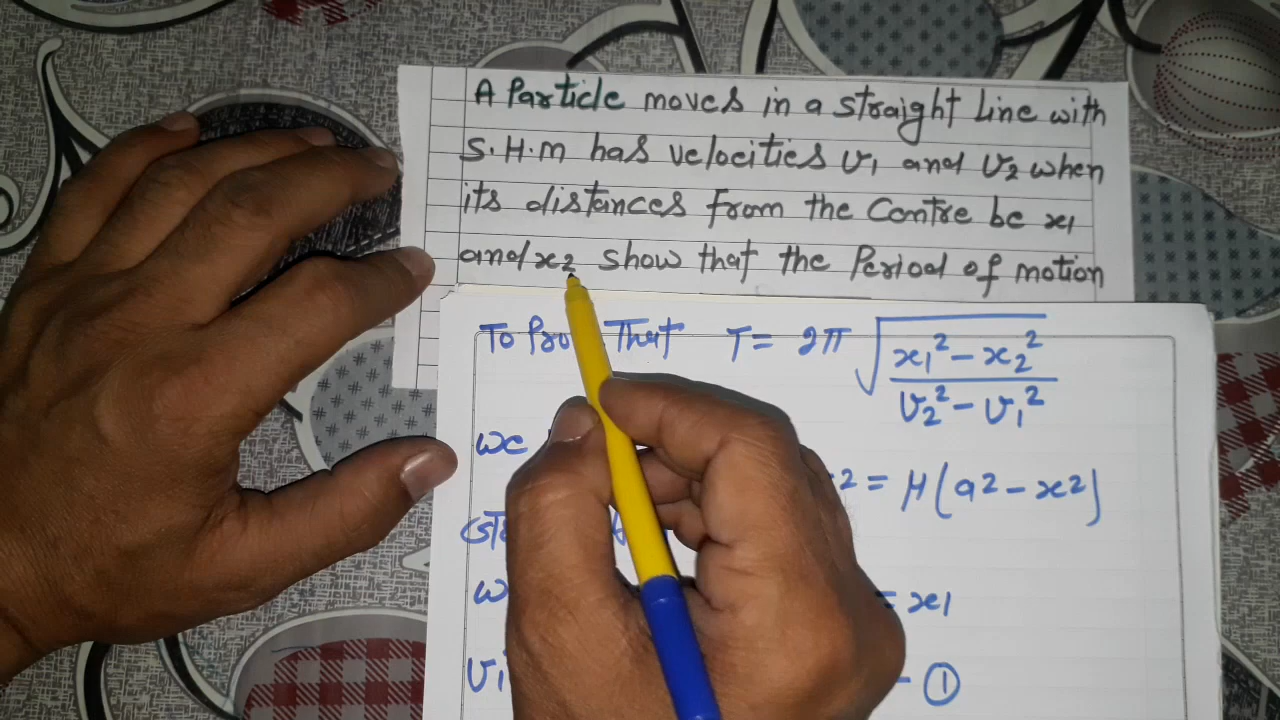 A Particle moves in a straight Line with
S.H.M has velocities v₁ and v₂ when
its distances from the Centre be x₁
and x₂ show that the Period of motion
To That T = 2π √((x₁² - x₂²)/(v₂² - v₁²))
we ² = μ(a² - x²)
= x₁
- ①